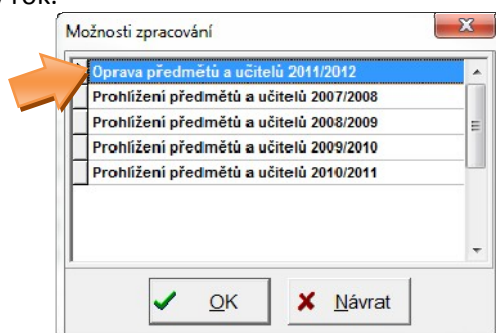 rok.
Možnosti zpracování
Oprava předmětů a učitelů 2011/2012
Prohlížení předmětů a učitelů 2007/2008
Prohlížení předmětů a učitelů 2008/2009
Prohlížení předmětů a učitelů 2009/2010
Prohlížení předmětů a učitelů 2010/2011
OK
Návrat